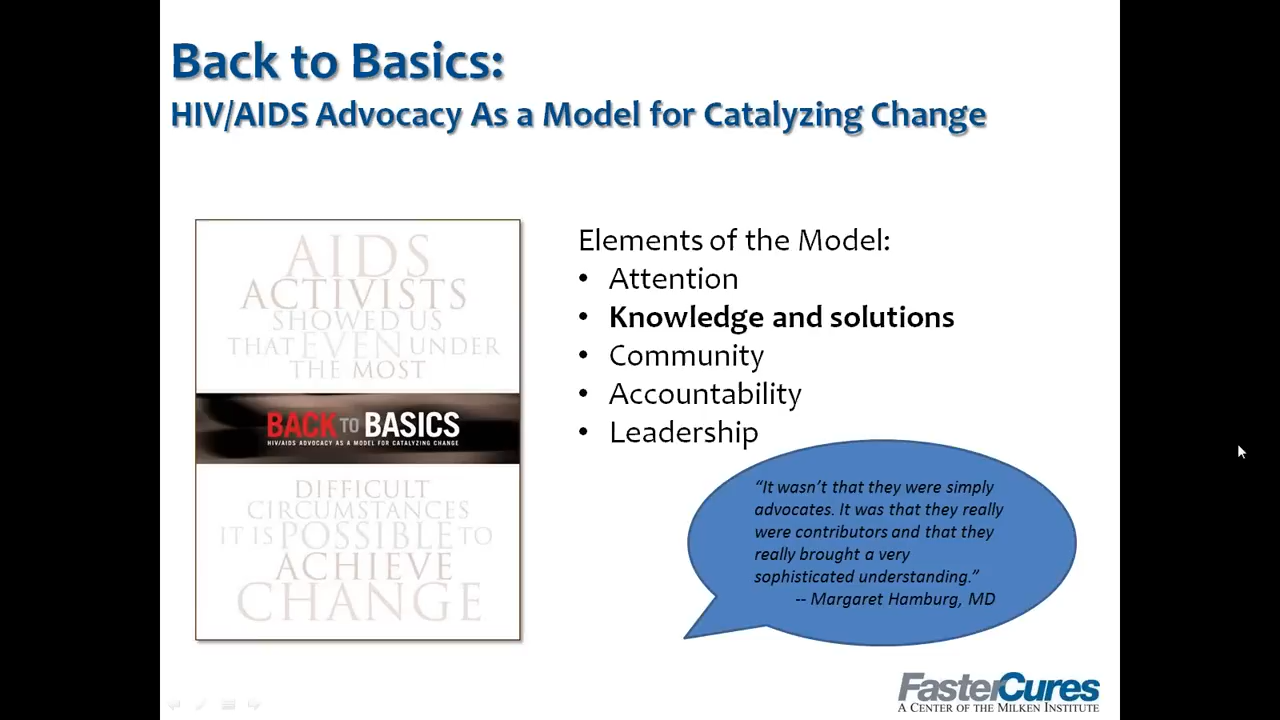 Back to Basics:
HIV/AIDS Advocacy As a Model for Catalyzing Change
AIDS
ACTIVISTS
SHOWED US
THAT EVEN UNDER
THE MOST
BACK TO BASICS
HIV/AIDS ADVOCACY AS A MODEL FOR CATALYZING CHANGE
DIFFICULT
CIRCUMSTANCES
IT IS POSSIBLE TO
ACHIEVE
CHANGE
Elements of the Model:
• Attention
• Knowledge and solutions
• Community
• Accountability
• Leadership
“It wasn’t that they were simply
advocates. It was that they really
were contributors and that they
really brought a very
sophisticated understanding.”
-- Margaret Hamburg, MD
FasterCures
A CENTER OF THE MILKEN INSTITUTE